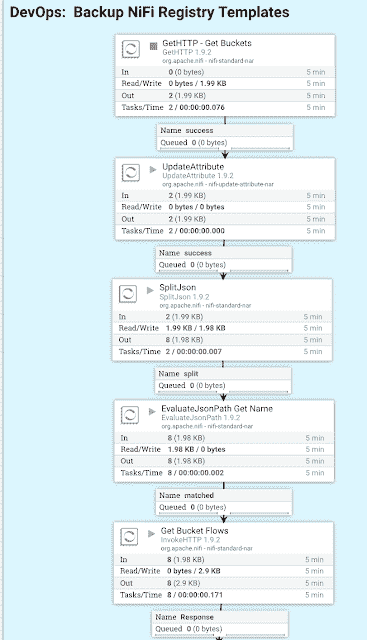 DevOps: Backup NiFi Registry Templates
GetHTTP - Get Buckets
GetHTTP 1.9.2
org.apache.nifi - nifi-standard-nar
In 0 (0 bytes) 5 min
Read/Write 0 bytes / 1.99 KB 5 min
Out 2 (1.99 KB) 5 min
Tasks/Time 2 / 00:00:00.076 5 min
Name success
Queued 0 (0 bytes)
UpdateAttribute
UpdateAttribute 1.9.2
org.apache.nifi - nifi-update-attribute-nar
In 2 (1.99 KB) 5 min
Read/Write 0 bytes / 0 bytes 5 min
Out 2 (1.99 KB) 5 min
Tasks/Time 2 / 00:00:00.000 5 min
Name success
Queued 0 (0 bytes)
SplitJson
SplitJson 1.9.2
org.apache.nifi - nifi-standard-nar
In 2 (1.99 KB) 5 min
Read/Write 1.99 KB / 1.98 KB 5 min
Out 8 (1.98 KB) 5 min
Tasks/Time 2 / 00:00:00.007 5 min
Name split
Queued 0 (0 bytes)
EvaluateJsonPath Get Name
EvaluateJsonPath 1.9.2
org.apache.nifi - nifi-standard-nar
In 8 (1.98 KB) 5 min
Read/Write 1.98 KB / 0 bytes 5 min
Out 8 (1.98 KB) 5 min
Tasks/Time 8 / 00:00:00.002 5 min
Name matched
Queued 0 (0 bytes)
Get Bucket Flows
InvokeHTTP 1.9.2
org.apache.nifi - nifi-standard-nar
In 8 (1.98 KB) 5 min
Read/Write 0 bytes / 2.9 KB 5 min
Out 8 (2.9 KB) 5 min
Tasks/Time 8 / 00:00:00.171 5 min
Name Response
Queued 0 (0 bytes)